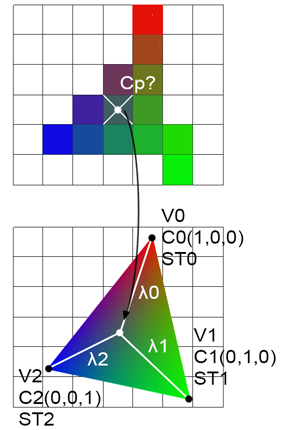 Cp?
V0
C0(1,0,0)
ST0
λ0
V1
C1(0,1,0)
ST1
λ1
λ2
V2
C2(0,0,1)
ST2